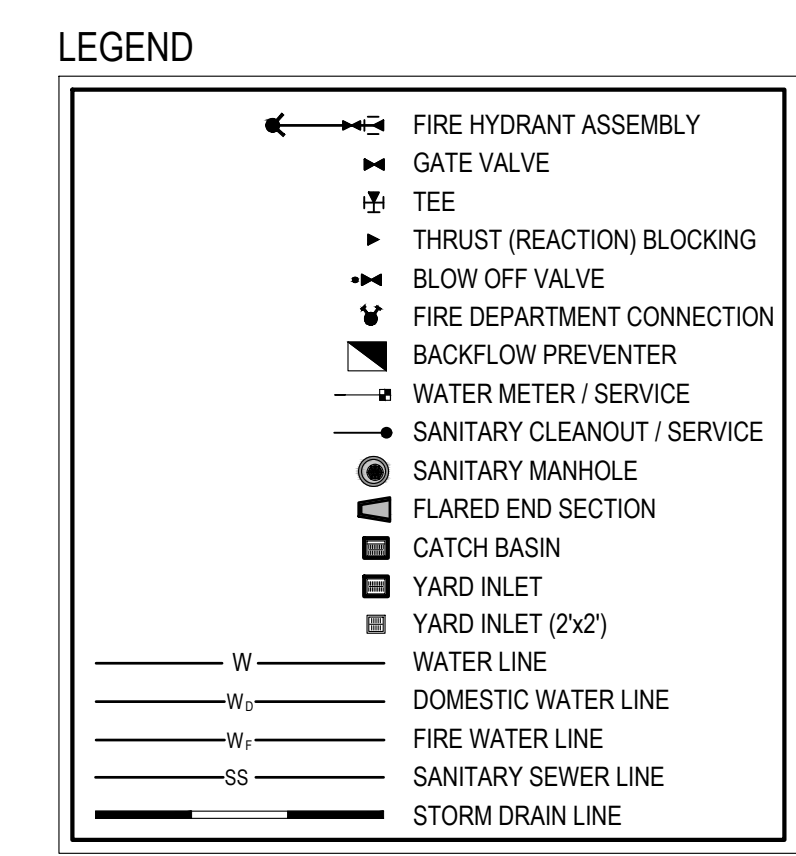 LEGEND
FIRE HYDRANT ASSEMBLY
GATE VALVE
TEE
THRUST (REACTION) BLOCKING
BLOW OFF VALVE
FIRE DEPARTMENT CONNECTION
BACKFLOW PREVENTER
WATER METER / SERVICE
SANITARY CLEANOUT / SERVICE
SANITARY MANHOLE
FLARED END SECTION
CATCH BASIN
YARD INLET
YARD INLET (2'x2')
W WATER LINE
W_D DOMESTIC WATER LINE
W_F FIRE WATER LINE
SS SANITARY SEWER LINE
STORM DRAIN LINE